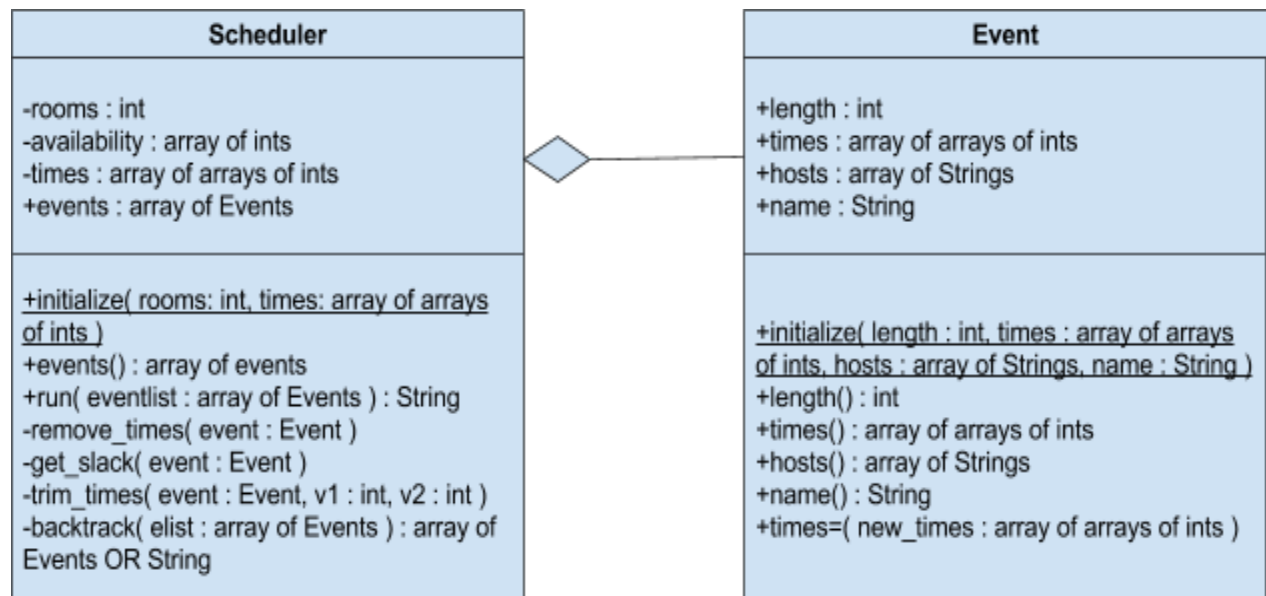 Scheduler
-rooms : int
-availability : array of ints
-times : array of arrays of ints
+events : array of Events
+initialize( rooms: int, times: array of arrays
of ints )
+events() : array of events
+run( eventlist : array of Events ) : String
-remove_times( event : Event )
-get_slack( event : Event )
-trim_times( event : Event, v1 : int, v2 : int )
-backtrack( elist : array of Events ) : array of
Events OR String
Event
+length : int
+times : array of arrays of ints
+hosts : array of Strings
+name : String
+initialize( length : int, times : array of arrays
of ints, hosts : array of Strings, name : String )
+length() : int
+times() : array of arrays of ints
+hosts() : array of Strings
+name() : String
+times=( new_times : array of arrays of ints )